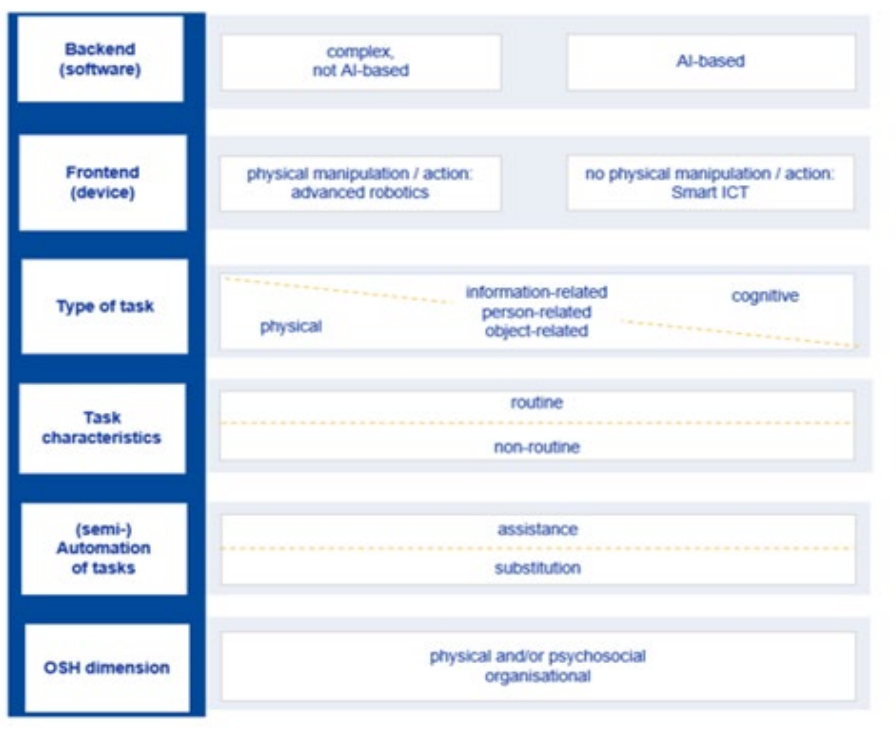 Backend
(software)
complex,
not AI-based
AI-based
Frontend
(device)
physical manipulation / action:
advanced robotics
no physical manipulation / action:
Smart ICT
Type of task
physical
information-related
person-related
object-related
cognitive
Task
characteristics
routine
non-routine
(semi-)
Automation
of tasks
assistance
substitution
OSH dimension
physical and/or psychosocial
organisational